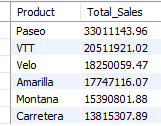 Product Total_Sales
Paseo 33011143.96
VTT 20511921.02
Velo 18250059.47
Amarilla 17747116.07
Montana 15390801.88
Carretera 13815307.89